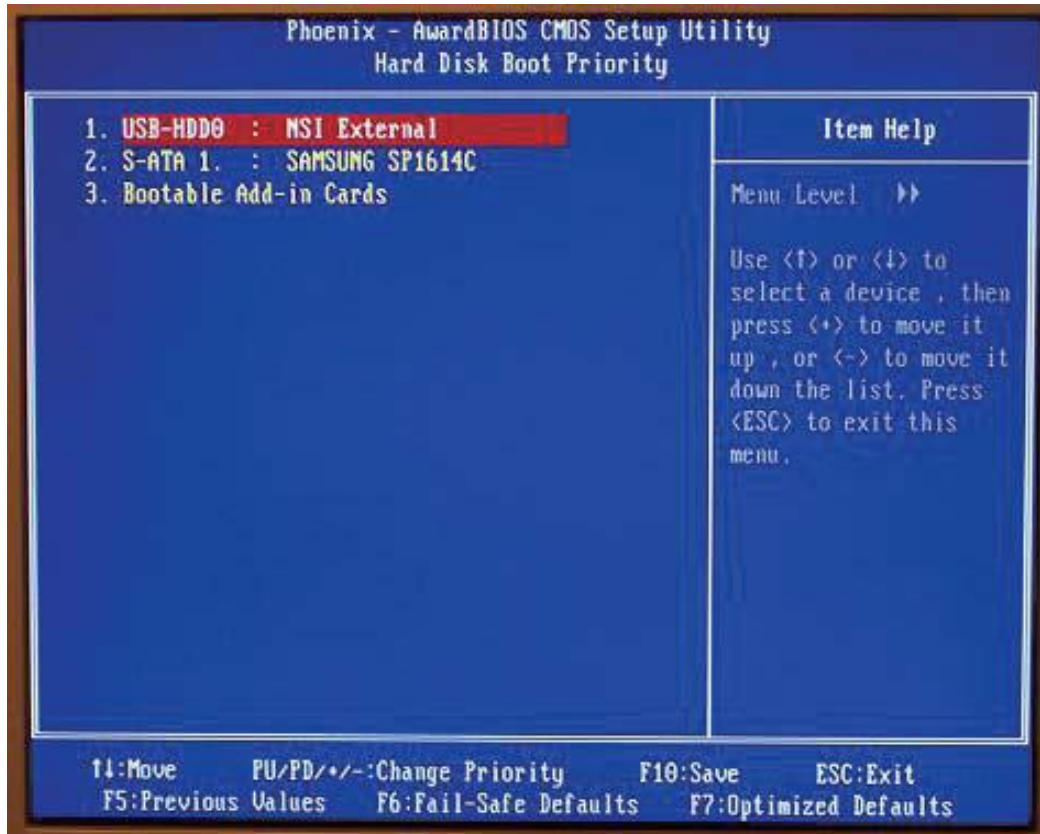 Phoenix - AwardBIOS CMOS Setup Utility
Hard Disk Boot Priority
1. USB-HDD0 : NSI External
2. S-ATA 1. : SAMSUNG SP1614C
3. Bootable Add-in Cards
Item Help
Menu Level ▸▸
Use <↑> or <↓> to
select a device , then
press <+> to move it
up , or <-> to move it
down the list. Press
<ESC> to exit this
menu.
↑↓:Move PU/PD/+/-:Change Priority F10:Save ESC:Exit
F5:Previous Values F6:Fail-Safe Defaults F7:Optimized Defaults